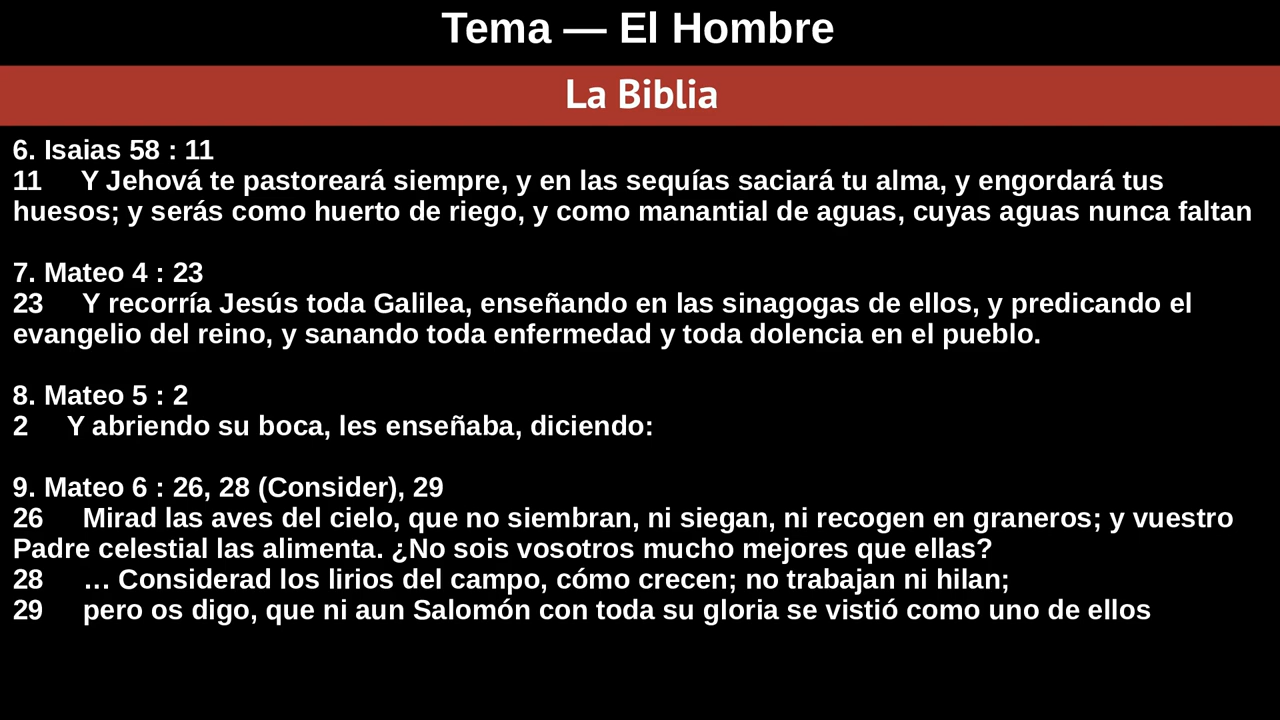 Tema — El Hombre
La Biblia
6. Isaias 58 : 11
11 Y Jehová te pastoreará siempre, y en las sequías saciará tu alma, y engordará tus
huesos; y serás como huerto de riego, y como manantial de aguas, cuyas aguas nunca faltan
7. Mateo 4 : 23
23 Y recorría Jesús toda Galilea, enseñando en las sinagogas de ellos, y predicando el
evangelio del reino, y sanando toda enfermedad y toda dolencia en el pueblo.
8. Mateo 5 : 2
2 Y abriendo su boca, les enseñaba, diciendo:
9. Mateo 6 : 26, 28 (Consider), 29
26 Mirad las aves del cielo, que no siembran, ni siegan, ni recogen en graneros; y vuestro
Padre celestial las alimenta. ¿No sois vosotros mucho mejores que ellas?
28 … Considerad los lirios del campo, cómo crecen; no trabajan ni hilan;
29 pero os digo, que ni aun Salomón con toda su gloria se vistió como uno de ellos